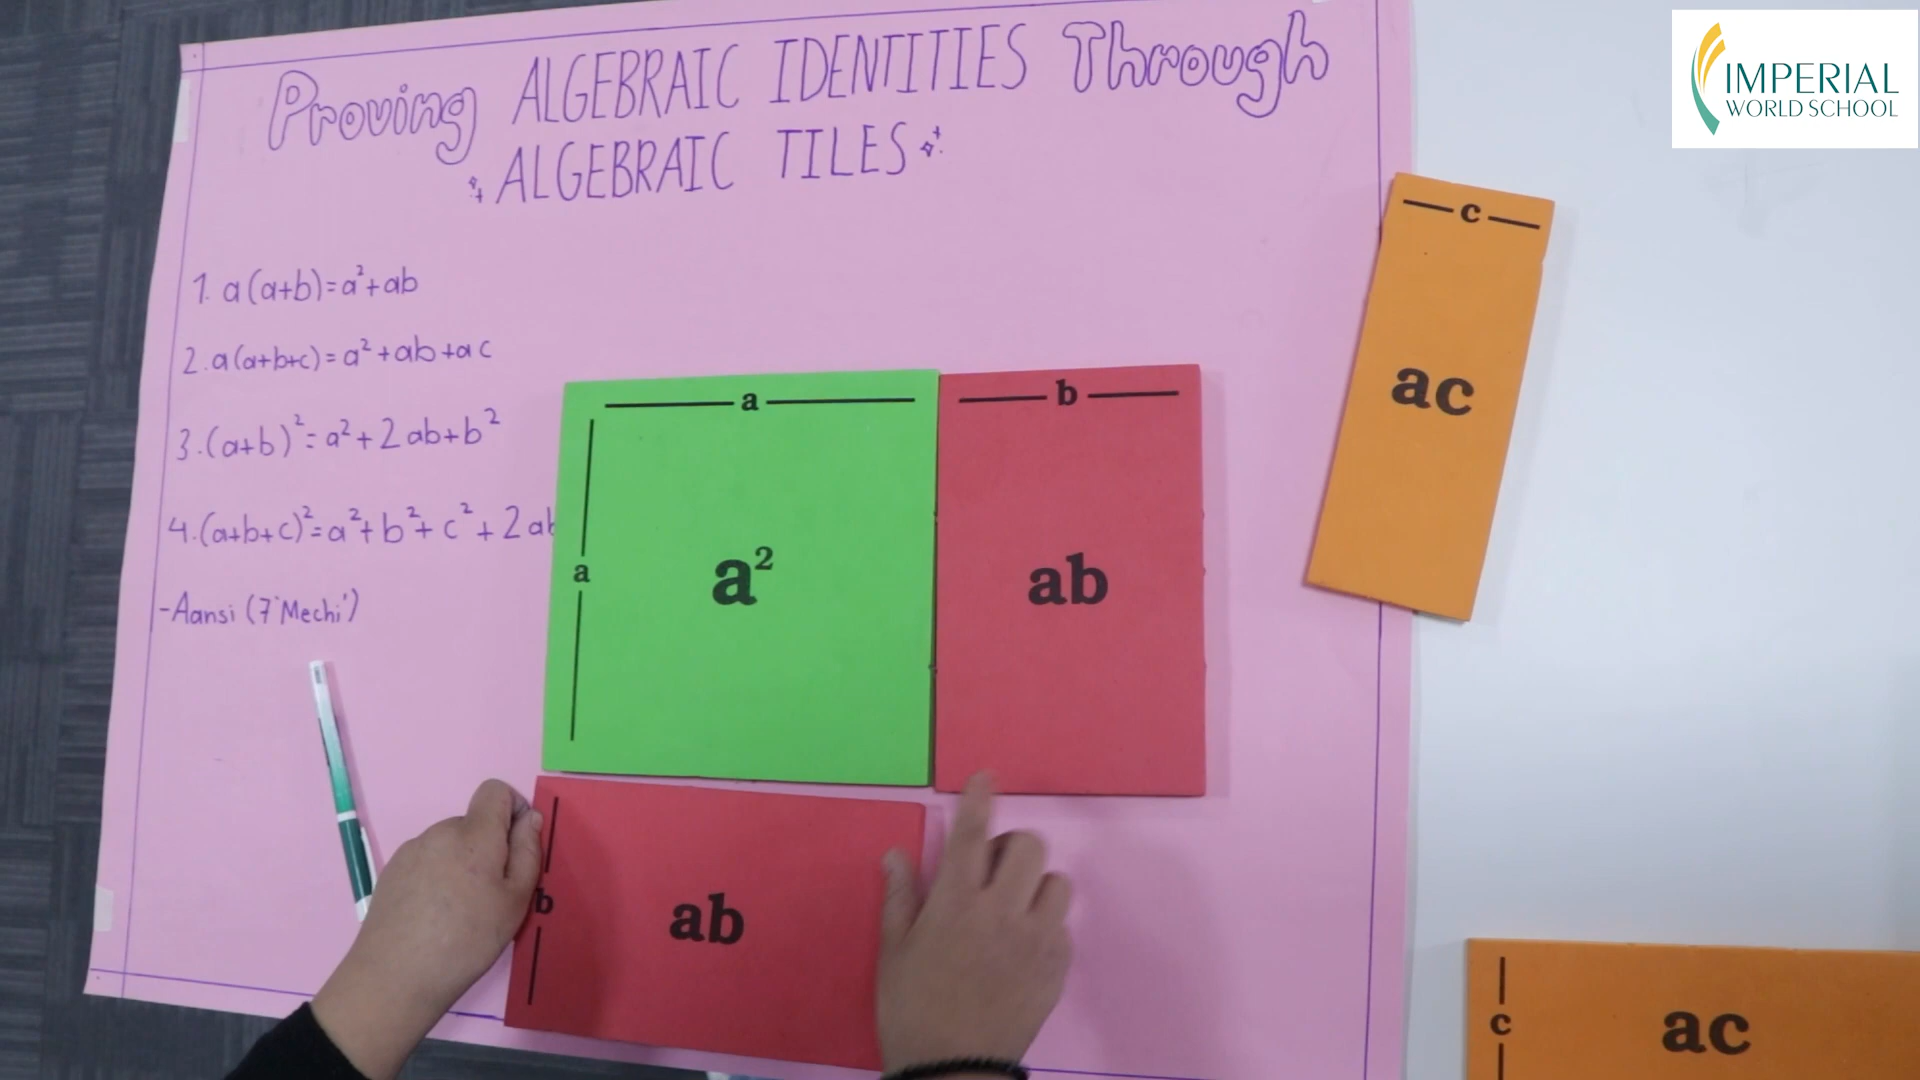 Proving ALGEBRAIC IDENTITIES Through
ALGEBRAIC TILES
IMPERIAL
WORLD SCHOOL
1. a(a+b)=a²+ab
2. a(a+b+c)=a²+ab+ac
3. (a+b)²=a²+2ab+b²
4. (a+b+c)²=a²+b²+c²+2ab
-Aansi (7 'Mechi')
a
a
a²
b
ab
b
ab
c
ac
c
ac